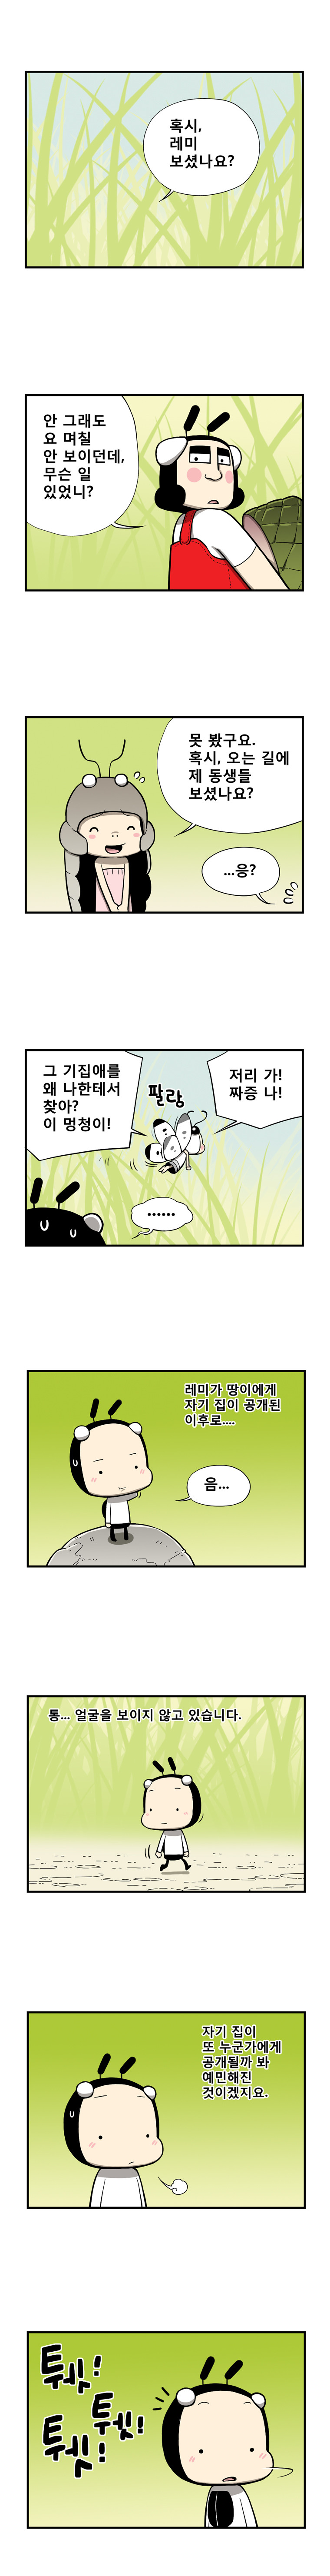 혹시,
레미
보셨나요?
안 그래도
요 며칠
안 보이던데,
무슨 일
있었니?
못 봤구요.
혹시, 오는 길에
제 동생들
보셨나요?
...응?
그 기집애를
왜 나한테서
찾아?
이 멍청이!
팔랑
저리 가!
짜증 나!
......
레미가 땅이에게
자기 집이 공개된
이후로....
음...
통... 얼굴을 보이지 않고 있습니다.
자기 집이
또 누군가에게
공개될까 봐
예민해진
것이겠지요.
투웻!
투웻!
투웻!